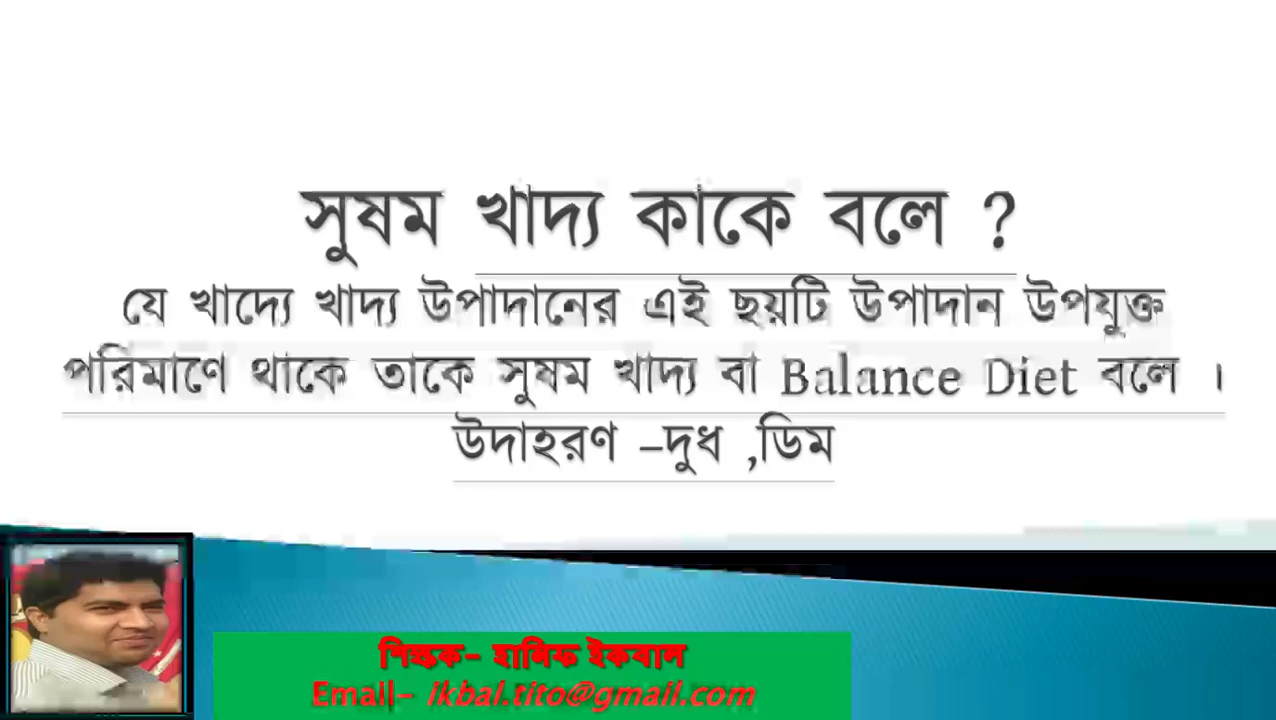 সুষম খাদ্য কাকে বলে ?
যে খাদ্যে খাদ্য উপাদানের এই ছয়টি উপাদান উপযুক্ত
পরিমাণে থাকে তাকে সুষম খাদ্য বা Balance Diet বলে ।
উদাহরণ –দুধ ,ডিম
শিক্ষক- হানিফ ইকবাল
Email- ikbal.tito@gmail.com